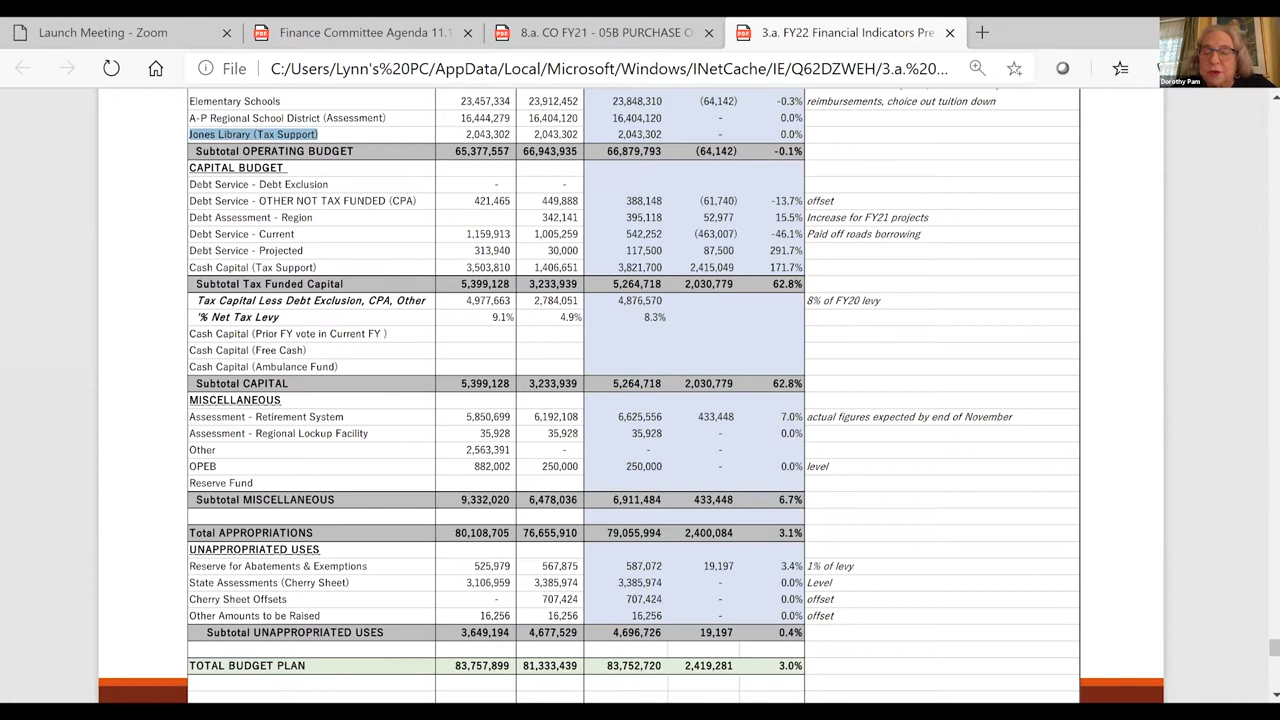 Launch Meeting - Zoom × Finance Committee Agenda 11.1 × 8.a. CO FY21 - 05B PURCHASE O × 3.a. FY22 Financial Indicators Pre × +
File C:/Users/Lynn's%20PC/AppData/Local/Microsoft/Windows/INetCache/IE/Q62DZWEH/3.a%20...
Dorothy Pam
Elementary Schools 23,457,334 23,912,452 23,848,310 (64,142) -0.3% reimbursements, choice out tuition down
A-P Regional School District (Assessment) 16,444,279 16,404,120 16,404,120 - 0.0%
Jones Library (Tax Support) 2,043,302 2,043,302 2,043,302 - 0.0%
Subtotal OPERATING BUDGET 65,377,557 66,943,935 66,879,793 (64,142) -0.1%
CAPITAL BUDGET
Debt Service - Debt Exclusion - -
Debt Service - OTHER NOT TAX FUNDED (CPA) 421,465 449,888 388,148 (61,740) -13.7% offset
Debt Assessment - Region 342,141 395,118 52,977 15.5% Increase for FY21 projects
Debt Service - Current 1,159,913 1,005,259 542,252 (463,007) -46.1% Paid off roads borrowing
Debt Service - Projected 313,940 30,000 117,500 87,500 291.7%
Cash Capital (Tax Support) 3,503,810 1,406,651 3,821,700 2,415,049 171.7%
Subtotal Tax Funded Capital 5,399,128 3,233,939 5,264,718 2,030,779 62.8%
Tax Capital Less Debt Exclusion, CPA, Other 4,977,663 2,784,051 4,876,570 8% of FY20 levy
'% Net Tax Levy 9.1% 4.9% 8.3%
Cash Capital (Prior FY vote in Current FY )
Cash Capital (Free Cash)
Cash Capital (Ambulance Fund)
Subtotal CAPITAL 5,399,128 3,233,939 5,264,718 2,030,779 62.8%
MISCELLANEOUS
Assessment - Retirement System 5,850,699 6,192,108 6,625,556 433,448 7.0% actual figures expected by end of November
Assessment - Regional Lockup Facility 35,928 35,928 35,928 - 0.0%
Other 2,563,391 - - -
OPEB 882,002 250,000 250,000 - 0.0% level
Reserve Fund
Subtotal MISCELLANEOUS 9,332,020 6,478,036 6,911,484 433,448 6.7%
Total APPROPRIATIONS 80,108,705 76,655,910 79,055,994 2,400,084 3.1%
UNAPPROPRIATED USES
Reserve for Abatements & Exemptions 525,979 567,875 587,072 19,197 3.4% 1% of levy
State Assessments (Cherry Sheet) 3,106,959 3,385,974 3,385,974 - 0.0% Level
Cherry Sheet Offsets - 707,424 707,424 - 0.0% offset
Other Amounts to be Raised 16,256 16,256 16,256 - 0.0% offset
Subtotal UNAPPROPRIATED USES 3,649,194 4,677,529 4,696,726 19,197 0.4%
TOTAL BUDGET PLAN 83,757,899 81,333,439 83,752,720 2,419,281 3.0%